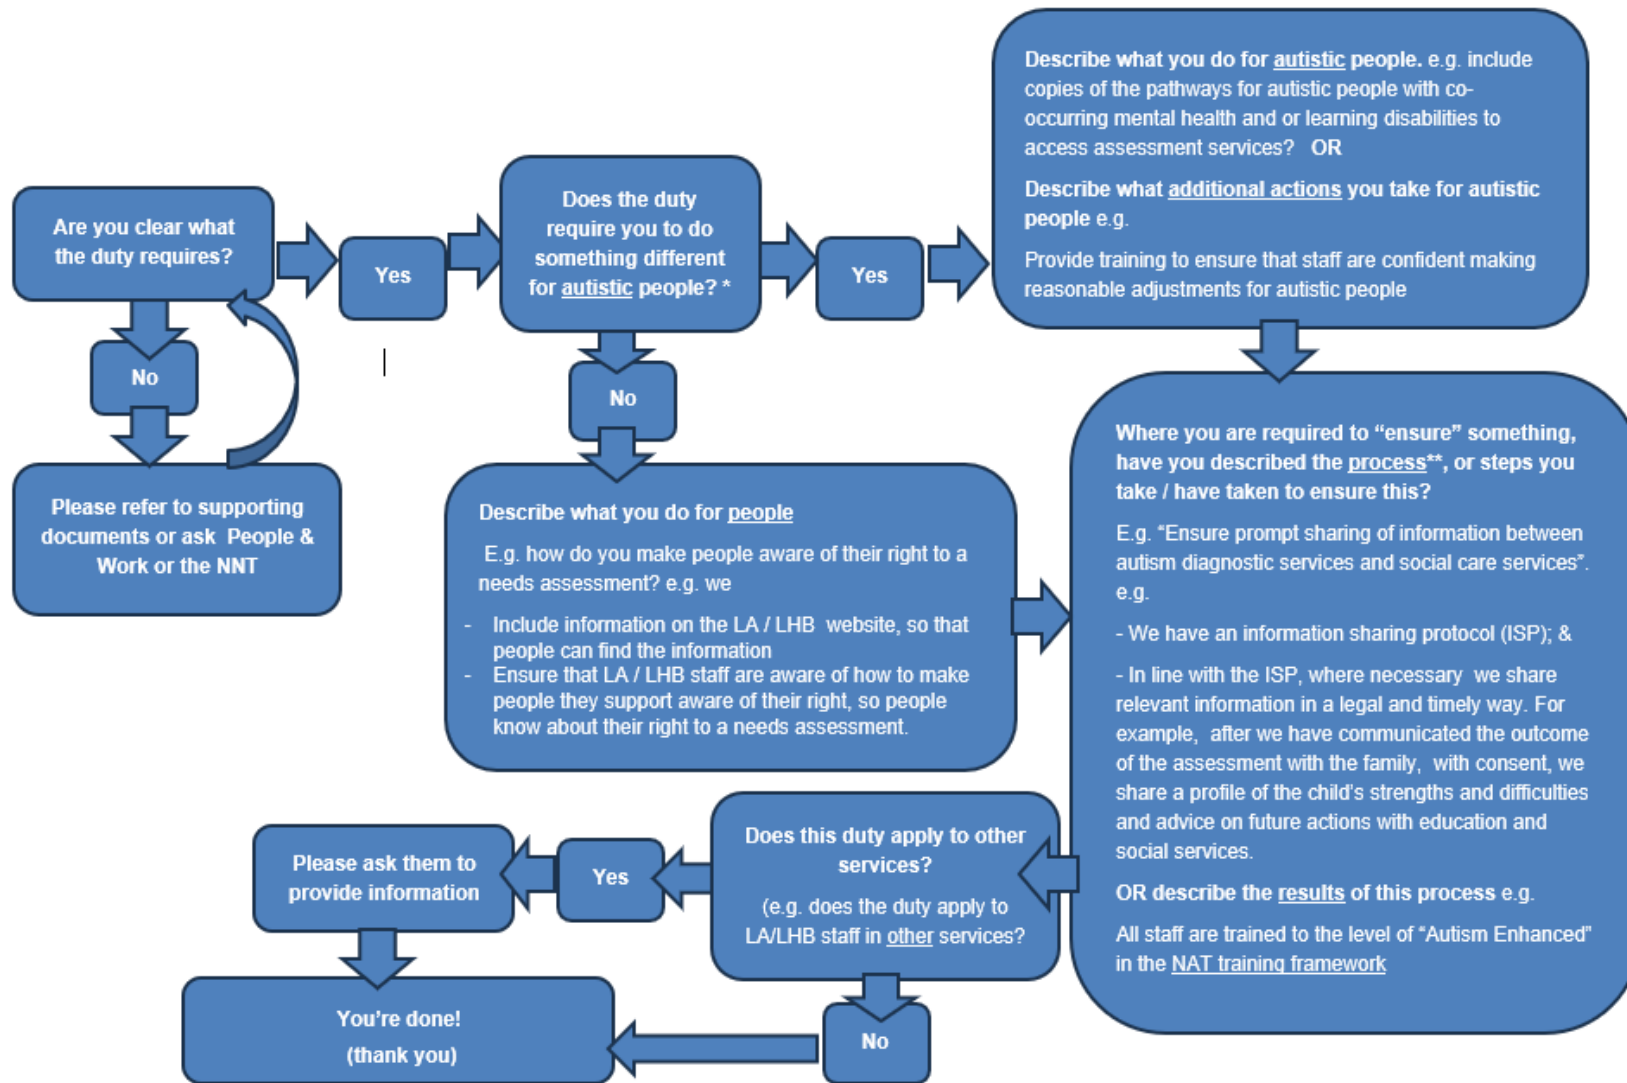 Are you clear what
the duty requires?
Yes
No
Please refer to supporting
documents or ask People &
Work or the NNT
Does the duty
require you to do
something different
for autistic people? *
Yes
No
Describe what you do for autistic people. e.g. include
copies of the pathways for autistic people with co-
occurring mental health and or learning disabilities to
access assessment services? OR
Describe what additional actions you take for autistic
people e.g.
Provide training to ensure that staff are confident making
reasonable adjustments for autistic people
Describe what you do for people
E.g. how do you make people aware of their right to a
needs assessment? e.g. we
- Include information on the LA / LHB website, so that
people can find the information
- Ensure that LA / LHB staff are aware of how to make
people they support aware of their right, so people
know about their right to a needs assessment.
Where you are required to “ensure” something,
have you described the process**, or steps you
take / have taken to ensure this?
E.g. “Ensure prompt sharing of information between
autism diagnostic services and social care services”.
e.g.
- We have an information sharing protocol (ISP); &
- In line with the ISP, where necessary we share
relevant information in a legal and timely way. For
example, after we have communicated the outcome
of the assessment with the family, with consent, we
share a profile of the child’s strengths and difficulties
and advice on future actions with education and
social services.
OR describe the results of this process e.g.
All staff are trained to the level of “Autism Enhanced”
in the NAT training framework
Does this duty apply to other
services?
(e.g. does the duty apply to
LA/LHB staff in other services?
Yes
Please ask them to
provide information
No
You’re done!
(thank you)